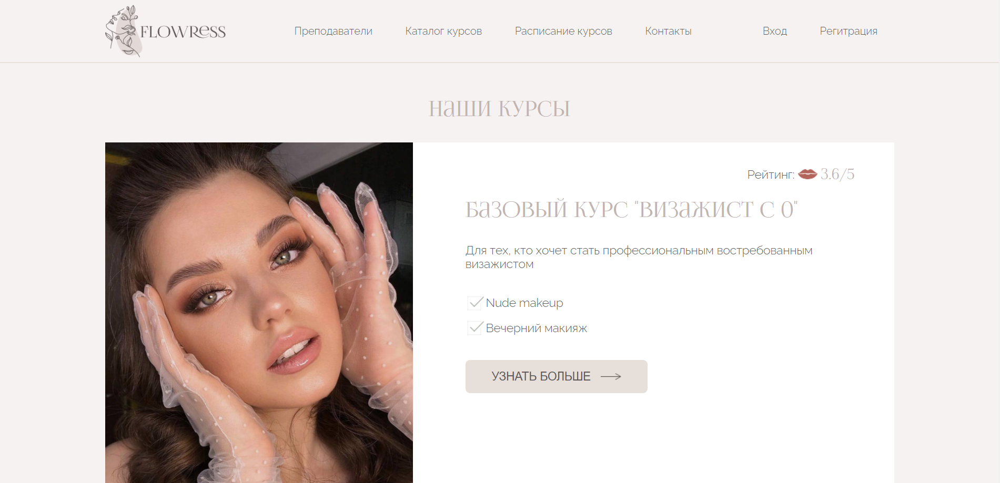 FLOWRESS
Преподаватели Каталог курсов Расписание курсов Контакты Вход Регитрация
НАШИ КУРСЫ
Рейтинг: 3.6/5
БАЗОВЫЙ КУРС "ВИЗАЖИСТ С 0"
Для тех, кто хочет стать профессиональным востребованным
визажистом
Nude makeup
Вечерний макияж
УЗНАТЬ БОЛЬШЕ